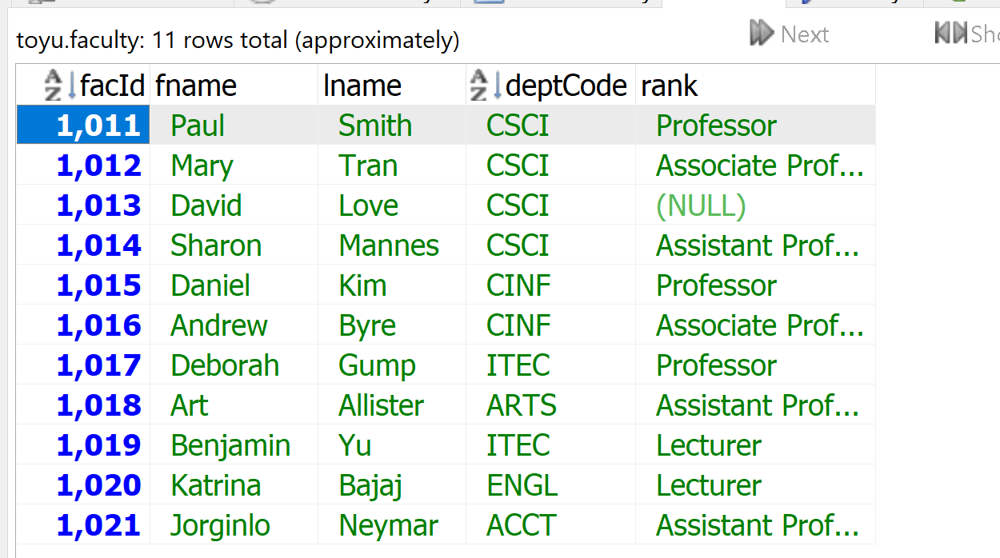 toyu.faculty: 11 rows total (approximately) Next Sho
facId fname lname deptCode rank
1,011 Paul Smith CSCI Professor
1,012 Mary Tran CSCI Associate Prof...
1,013 David Love CSCI (NULL)
1,014 Sharon Mannes CSCI Assistant Prof...
1,015 Daniel Kim CINF Professor
1,016 Andrew Byre CINF Associate Prof...
1,017 Deborah Gump ITEC Professor
1,018 Art Allister ARTS Assistant Prof...
1,019 Benjamin Yu ITEC Lecturer
1,020 Katrina Bajaj ENGL Lecturer
1,021 Jorginlo Neymar ACCT Assistant Prof...